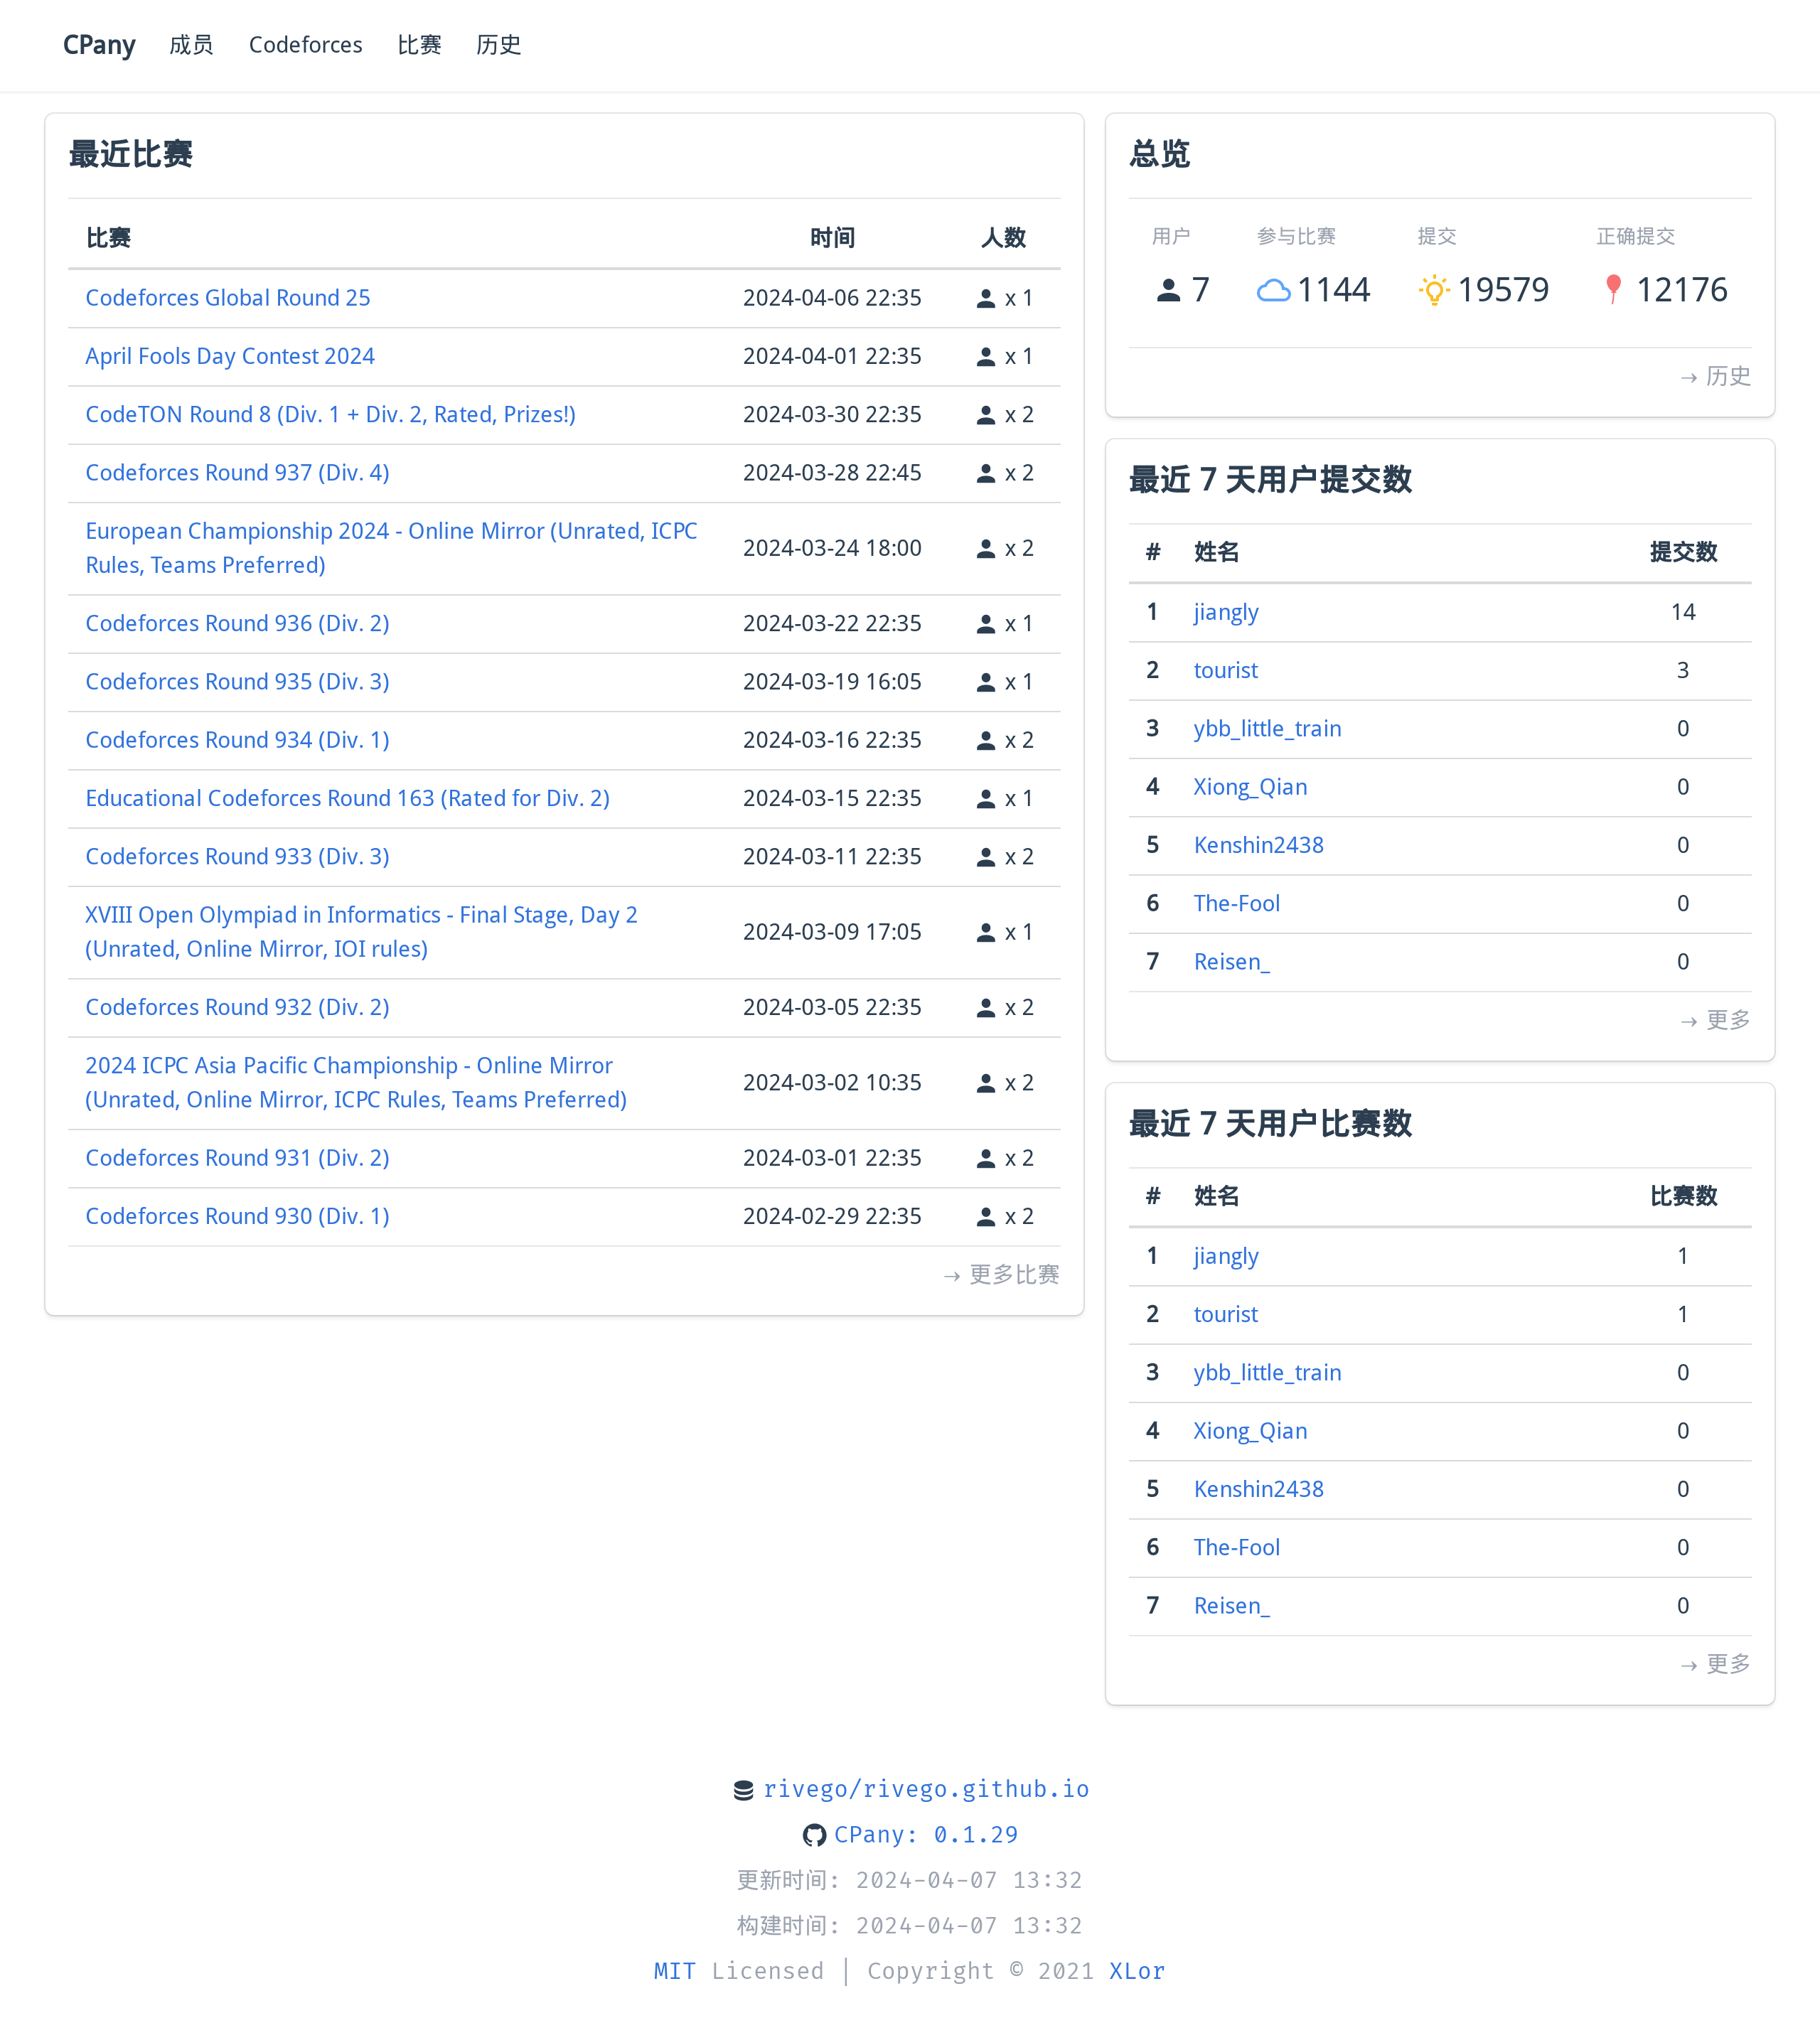 CPany 成员 Codeforces 比赛 历史
最近比赛
比赛 时间 人数
Codeforces Global Round 25 2024-04-06 22:35 x 1
April Fools Day Contest 2024 2024-04-01 22:35 x 1
CodeTON Round 8 (Div. 1 + Div. 2, Rated, Prizes!) 2024-03-30 22:35 x 2
Codeforces Round 937 (Div. 4) 2024-03-28 22:45 x 2
European Championship 2024 - Online Mirror (Unrated, ICPC
Rules, Teams Preferred) 2024-03-24 18:00 x 2
Codeforces Round 936 (Div. 2) 2024-03-22 22:35 x 1
Codeforces Round 935 (Div. 3) 2024-03-19 16:05 x 1
Codeforces Round 934 (Div. 1) 2024-03-16 22:35 x 2
Educational Codeforces Round 163 (Rated for Div. 2) 2024-03-15 22:35 x 1
Codeforces Round 933 (Div. 3) 2024-03-11 22:35 x 2
XVIII Open Olympiad in Informatics - Final Stage, Day 2
(Unrated, Online Mirror, IOI rules) 2024-03-09 17:05 x 1
Codeforces Round 932 (Div. 2) 2024-03-05 22:35 x 2
2024 ICPC Asia Pacific Championship - Online Mirror
(Unrated, Online Mirror, ICPC Rules, Teams Preferred) 2024-03-02 10:35 x 2
Codeforces Round 931 (Div. 2) 2024-03-01 22:35 x 2
Codeforces Round 930 (Div. 1) 2024-02-29 22:35 x 2
→ 更多比赛
总览
用户 参与比赛 提交 正确提交
7 1144 19579 12176
→ 历史
最近 7 天用户提交数
# 姓名 提交数
1 jiangly 14
2 tourist 3
3 ybb_little_train 0
4 Xiong_Qian 0
5 Kenshin2438 0
6 The-Fool 0
7 Reisen_ 0
→ 更多
最近 7 天用户比赛数
# 姓名 比赛数
1 jiangly 1
2 tourist 1
3 ybb_little_train 0
4 Xiong_Qian 0
5 Kenshin2438 0
6 The-Fool 0
7 Reisen_ 0
→ 更多
rivego/rivego.github.io
CPany: 0.1.29
更新时间: 2024-04-07 13:32
构建时间: 2024-04-07 13:32
MIT Licensed | Copyright © 2021 XLor